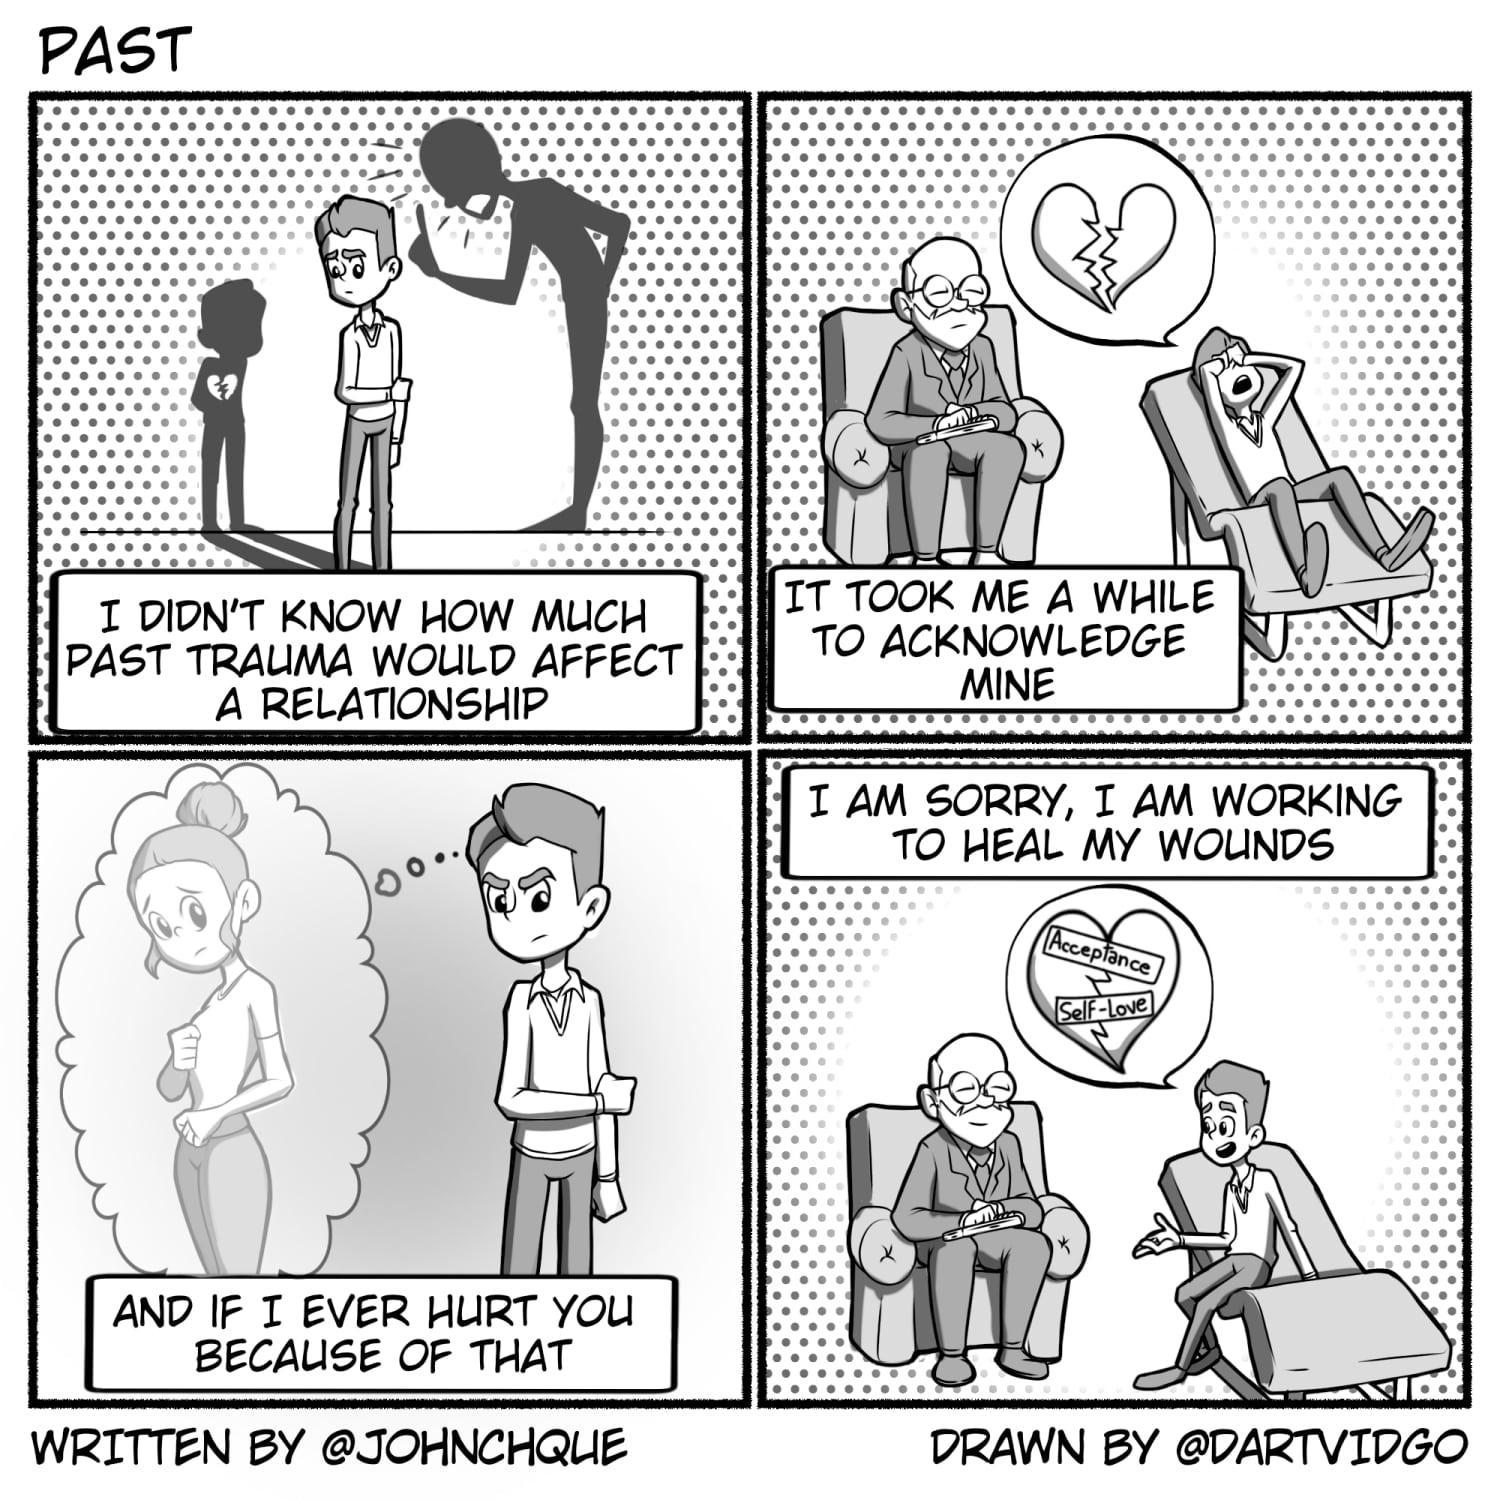 PAST
I DIDN'T KNOW HOW MUCH
PAST TRAUMA WOULD AFFECT
A RELATIONSHIP
IT TOOK ME A WHILE
TO ACKNOWLEDGE
MINE
AND IF I EVER HURT YOU
BECAUSE OF THAT
I AM SORRY, I AM WORKING
TO HEAL MY WOUNDS
Acceptance
Self-Love
WRITTEN BY @JOHNCHQUE
DRAWN BY @DARTVIDGO